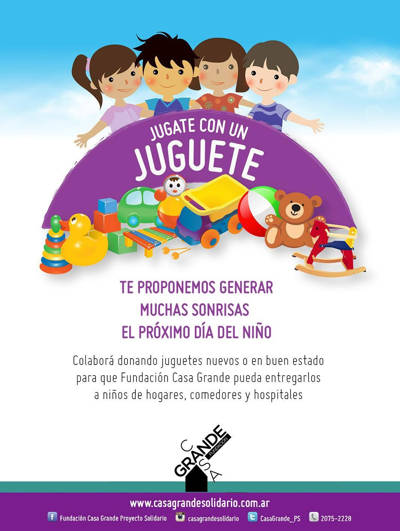 JUGATE CON UN
JUGUETE
TE PROPONEMOS GENERAR
MUCHAS SONRISAS
EL PRÓXIMO DÍA DEL NIÑO
Colaborá donando juguetes nuevos o en buen estado
para que Fundación Casa Grande pueda entregarlos
a niños de hogares, comedores y hospitales
CASA
GRANDE
www.casagrandesolidario.com.ar
Fundación Casa Grande Proyecto Solidario casagrandesolidario CasaGrande_PS 2075-2228